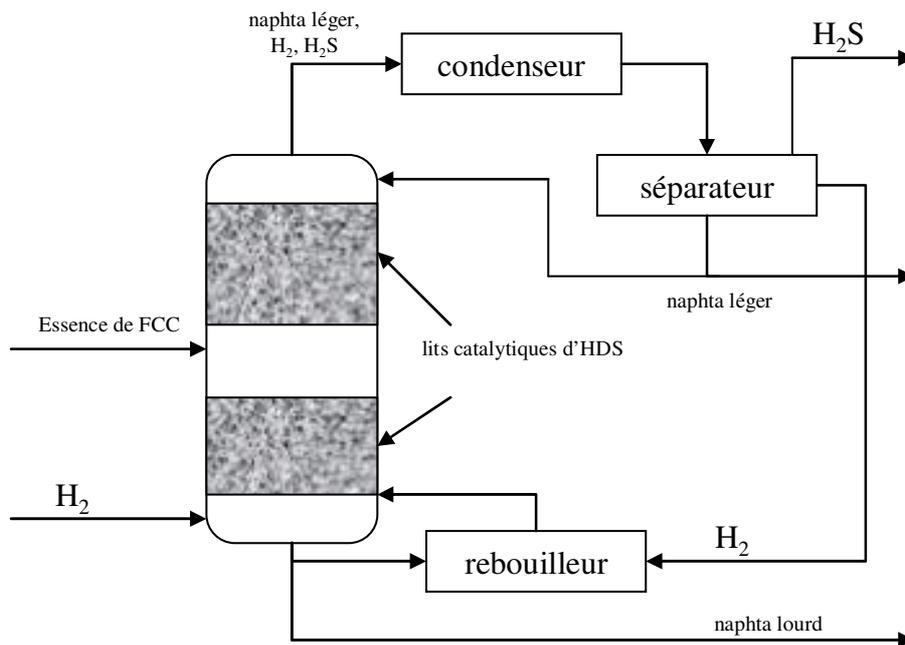 naphta léger,
H₂, H₂S
condenseur
H₂S
séparateur
naphta léger
Essence de FCC
lits catalytiques d’HDS
H₂
rebouilleur
H₂
naphta lourd